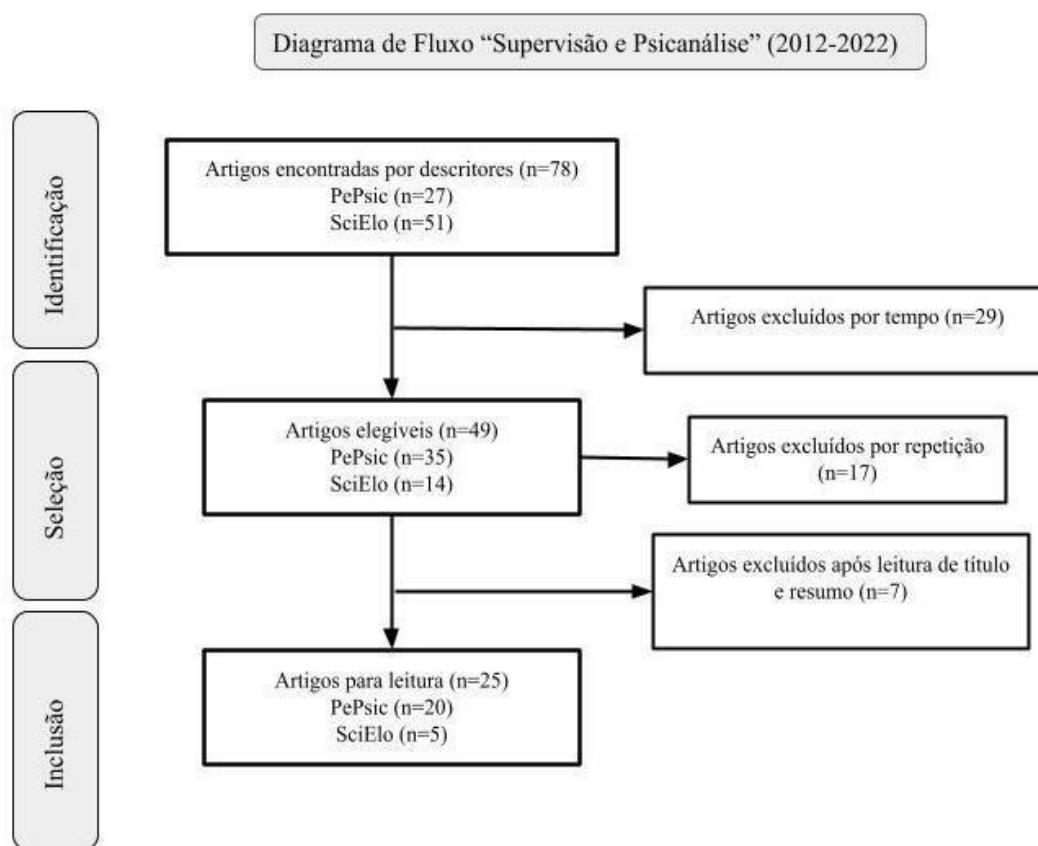 Diagrama de Fluxo “Supervisão e Psicanálise” (2012-2022)
Identificação
Artigos encontradas por descritores (n=78)
PePsic (n=27)
SciElo (n=51)
Artigos excluídos por tempo (n=29)
Seleção
Artigos elegíveis (n=49)
PePsic (n=35)
SciElo (n=14)
Artigos excluídos por repetição
(n=17)
Artigos excluídos após leitura de título
e resumo (n=7)
Inclusão
Artigos para leitura (n=25)
PePsic (n=20)
SciElo (n=5)